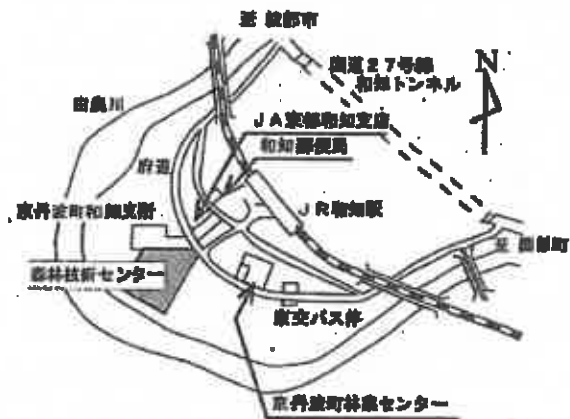 至 綾部市
国道27号線
和知トンネル
N
由良川
JA京都和知支店
和知郵便局
府道
京丹波町和知支所
JR和知駅
至 園部町
森林技術センター
京交バス停
京丹波町林業センター